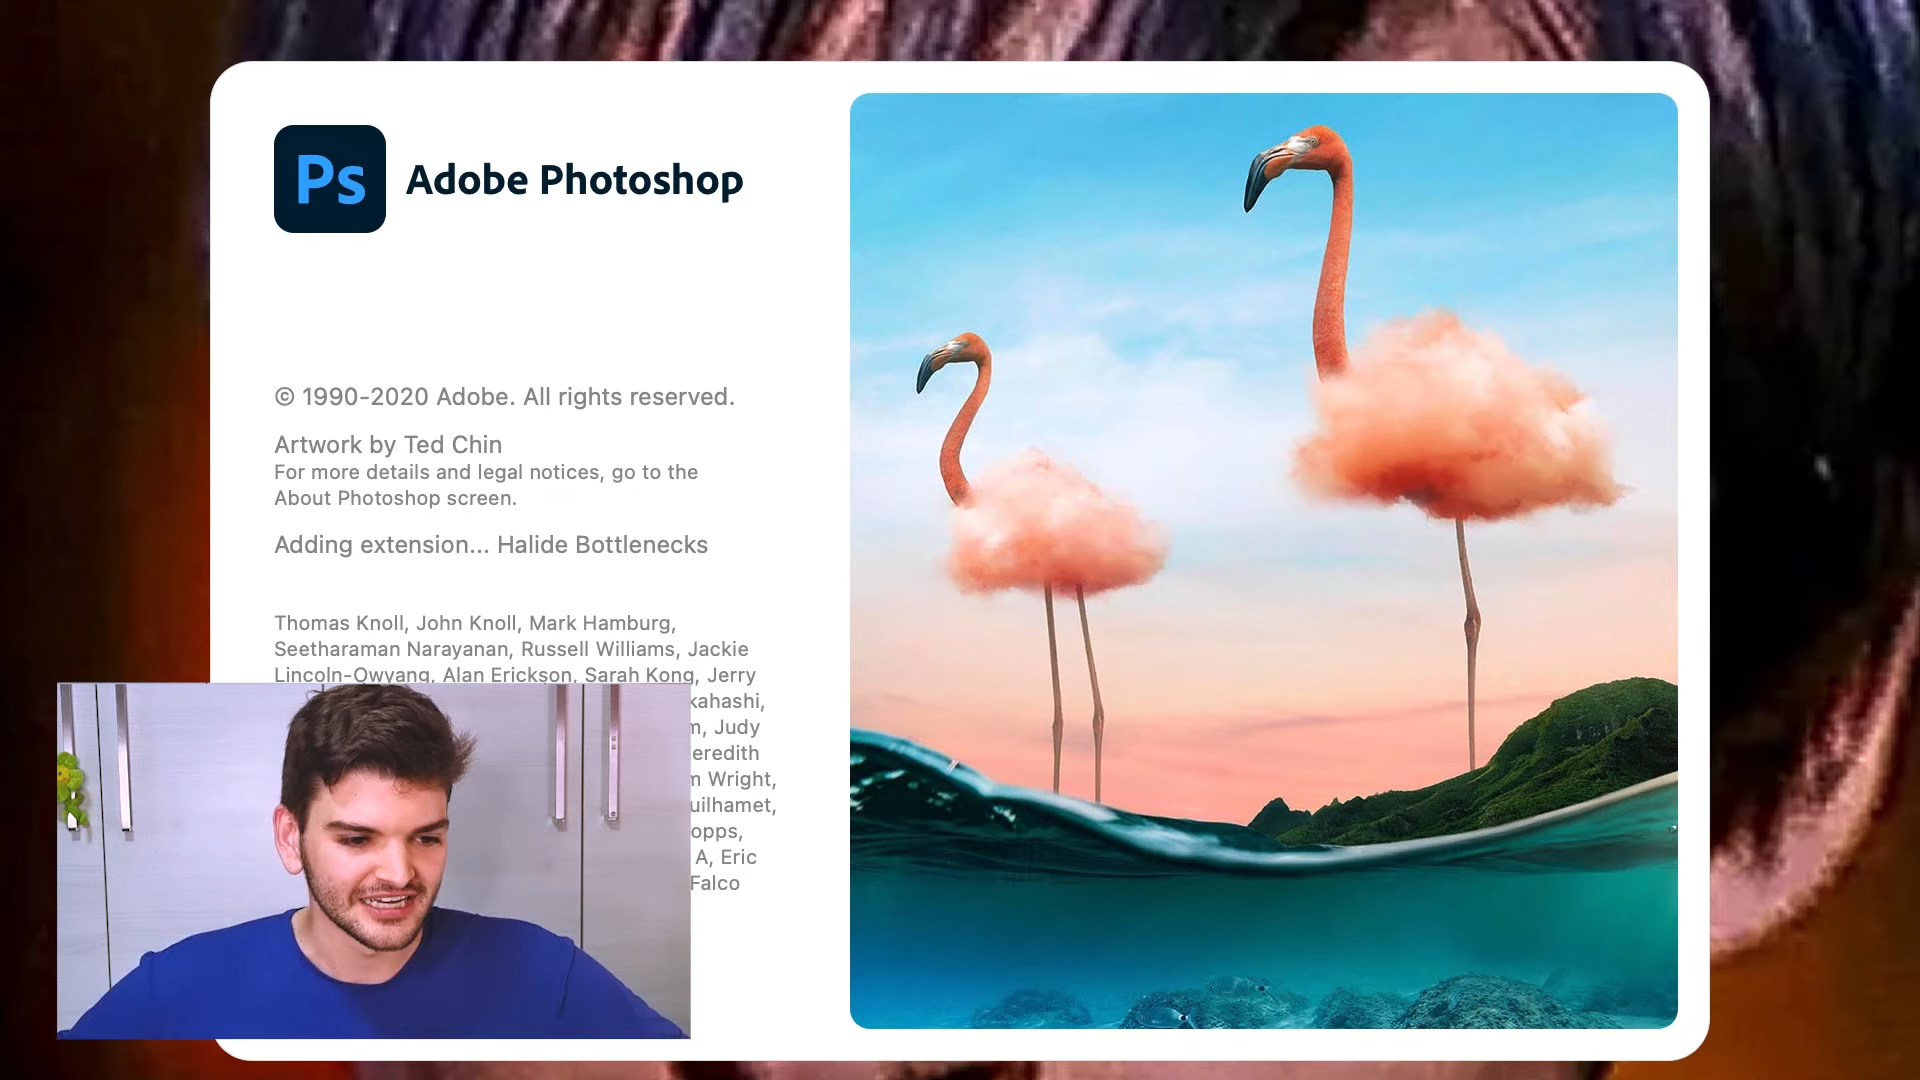 Ps Adobe Photoshop
© 1990-2020 Adobe. All rights reserved.
Artwork by Ted Chin
For more details and legal notices, go to the
About Photoshop screen.
Adding extension... Halide Bottlenecks
Thomas Knoll, John Knoll, Mark Hamburg,
Seetharaman Narayanan, Russell Williams, Jackie
Lincoln-Owyang, Alan Erickson, Sarah Kong, Jerry
kahashi,
m, Judy
eredith
m Wright,
uilhamet,
opps,
A, Eric
Falco